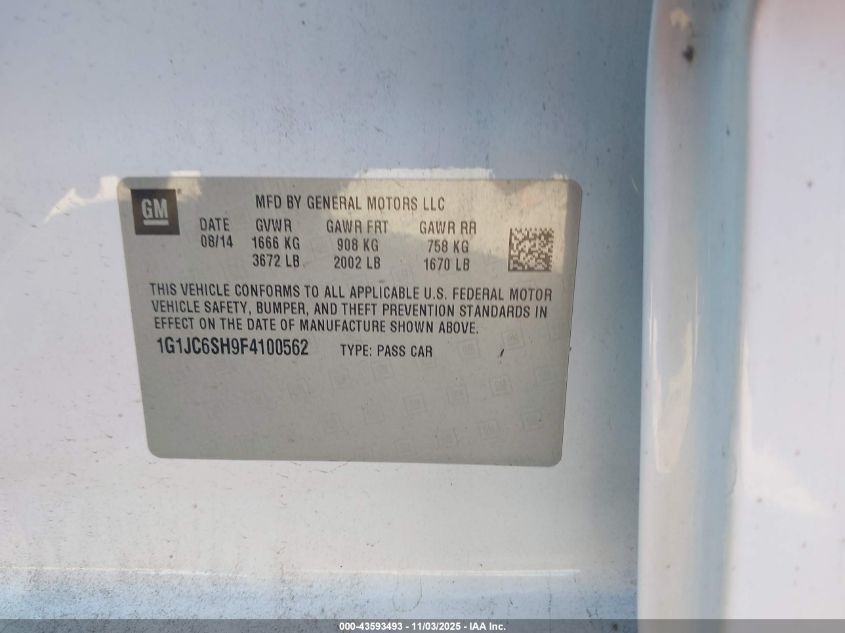 GM
MFD BY GENERAL MOTORS LLC
DATE GVWR GAWR FRT GAWR RR
08/14 1666 KG 908 KG 758 KG
3672 LB 2002 LB 1670 LB
THIS VEHICLE CONFORMS TO ALL APPLICABLE U.S. FEDERAL MOTOR
VEHICLE SAFETY, BUMPER, AND THEFT PREVENTION STANDARDS IN
EFFECT ON THE DATE OF MANUFACTURE SHOWN ABOVE.
1G1JC6SH9F4100562 TYPE: PASS CAR
000-43593493 - 11/03/2025 - IAA Inc.